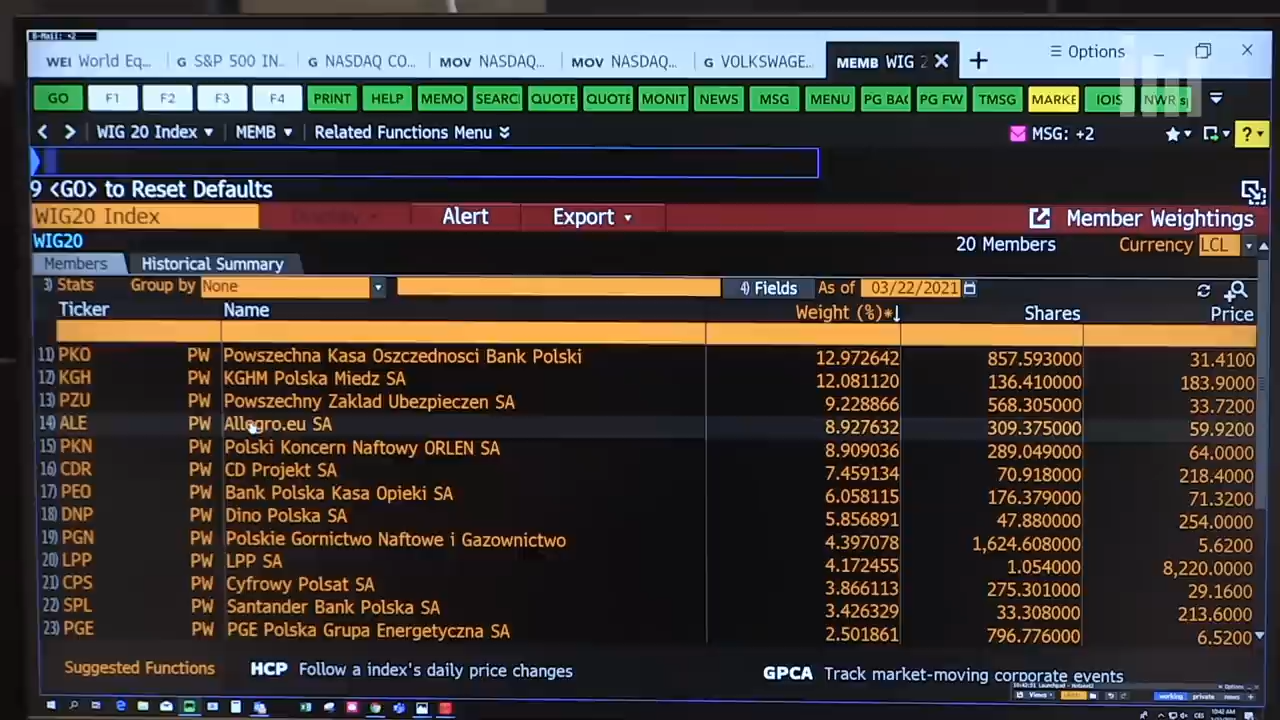 E-Mail: +2
WEI World Eq... G S&P 500 IN... G NASDAQ CO... MOV NASDAQ... MOV NASDAQ... G VOLKSWAGE... MEMB WIG 2 Options
GO F1 F2 F3 F4 PRINT HELP MEMO SEARCI QUOTE QUOTE MONIT NEWS MSG MENU PG BAC PG FW TMSG MARKE IOIS NWR
WIG 20 Index MEMB Related Functions Menu MSG: +2
9 <GO> to Reset Defaults
WIG20 Index Alert Export Member Weightings
WIG20 20 Members Currency LCL
Members Historical Summary
3) Stats Group by None 4) Fields As of 03/22/2021
Ticker Name Weight (%) Shares Price
11) PKO PW Powszechna Kasa Oszczednosci Bank Polski 12.972642 857.593000 31.4100
12) KGH PW KGHM Polska Miedz SA 12.081120 136.410000 183.9000
13) PZU PW Powszechny Zaklad Ubezpieczen SA 9.228866 568.305000 33.7200
14) ALE PW Allegro.eu SA 8.927632 309.375000 59.9200
15) PKN PW Polski Koncern Naftowy ORLEN SA 8.909036 289.049000 64.0000
16) CDR PW CD Projekt SA 7.459134 70.918000 218.4000
17) PEO PW Bank Polska Kasa Opieki SA 6.058115 176.379000 71.3200
18) DNP PW Dino Polska SA 5.856891 47.880000 254.0000
19) PGN PW Polskie Gornictwo Naftowe i Gazownictwo 4.397078 1,624.608000 5.6200
20) LPP PW LPP SA 4.172455 1.054000 8,220.0000
21) CPS PW Cyfrowy Polsat SA 3.866113 275.301000 29.1600
22) SPL PW Santander Bank Polska SA 3.426329 33.308000 213.6000
23) PGE PW PGE Polska Grupa Energetyczna SA 2.501861 796.776000 6.5200
Suggested Functions HCP Follow a index's daily price changes GPCA Track market-moving corporate events
Views working private news
10:42 AM